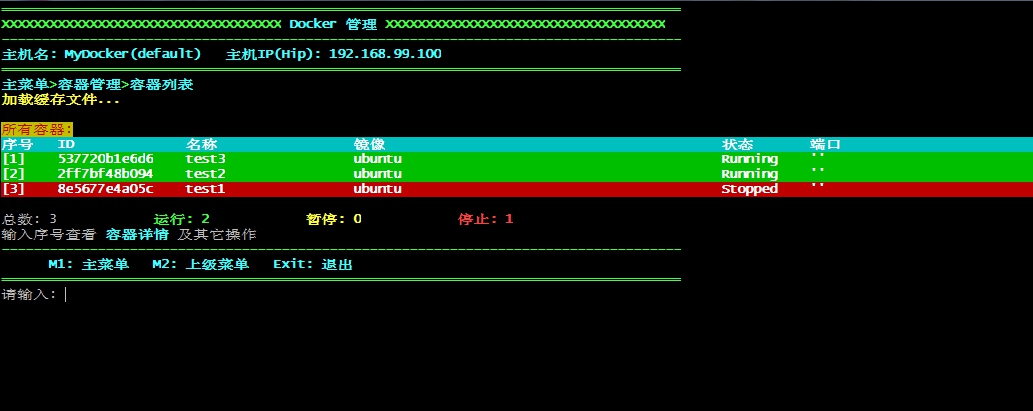 XXXXXXXXXXXXXXXXXXXXXXXXXXXXXXXXXXX Docker 管理 XXXXXXXXXXXXXXXXXXXXXXXXXXXXXXXXXXX
主机名: MyDocker(default) 主机IP(Hip): 192.168.99.100
主菜单>容器管理>容器列表
加载缓存文件...
所有容器:
序号 ID 名称 镜像 状态 端口
[1] 537720b1e6d6 test3 ubuntu Running ''
[2] 2ff7bf48b094 test2 ubuntu Running ''
[3] 8e5677e4a05c test1 ubuntu Stopped ''
总数: 3 运行: 2 暂停: 0 停止: 1
输入序号查看 容器详情 及其它操作
M1: 主菜单 M2: 上级菜单 Exit: 退出
请输入: